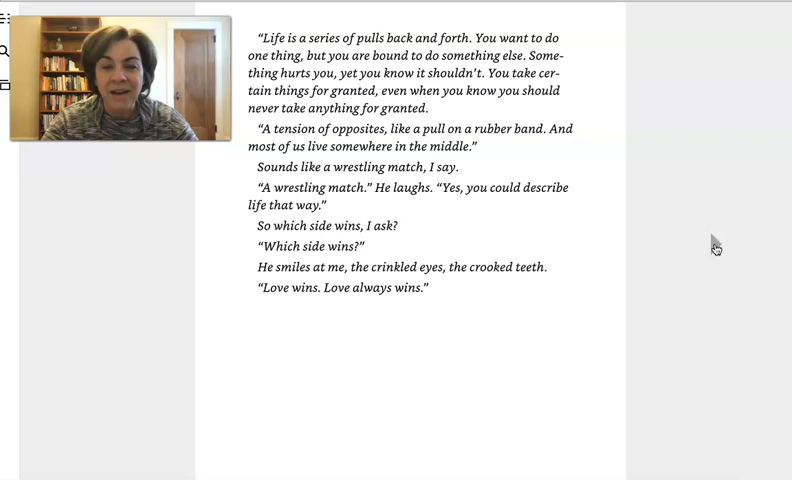 “Life is a series of pulls back and forth. You want to do
one thing, but you are bound to do something else. Some-
thing hurts you, yet you know it shouldn’t. You take cer-
tain things for granted, even when you know you should
never take anything for granted.
“A tension of opposites, like a pull on a rubber band. And
most of us live somewhere in the middle.”
Sounds like a wrestling match, I say.
“A wrestling match.” He laughs. “Yes, you could describe
life that way.”
So which side wins, I ask?
“Which side wins?”
He smiles at me, the crinkled eyes, the crooked teeth.
“Love wins. Love always wins.”